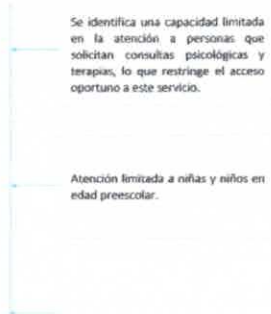 Se identifica una capacidad limitada
en la atención a personas que
solicitan consultas psicológicas y
terapias, lo que restringe el acceso
oportuno a este servicio.
Atención limitada a niñas y niños en
edad preescolar.